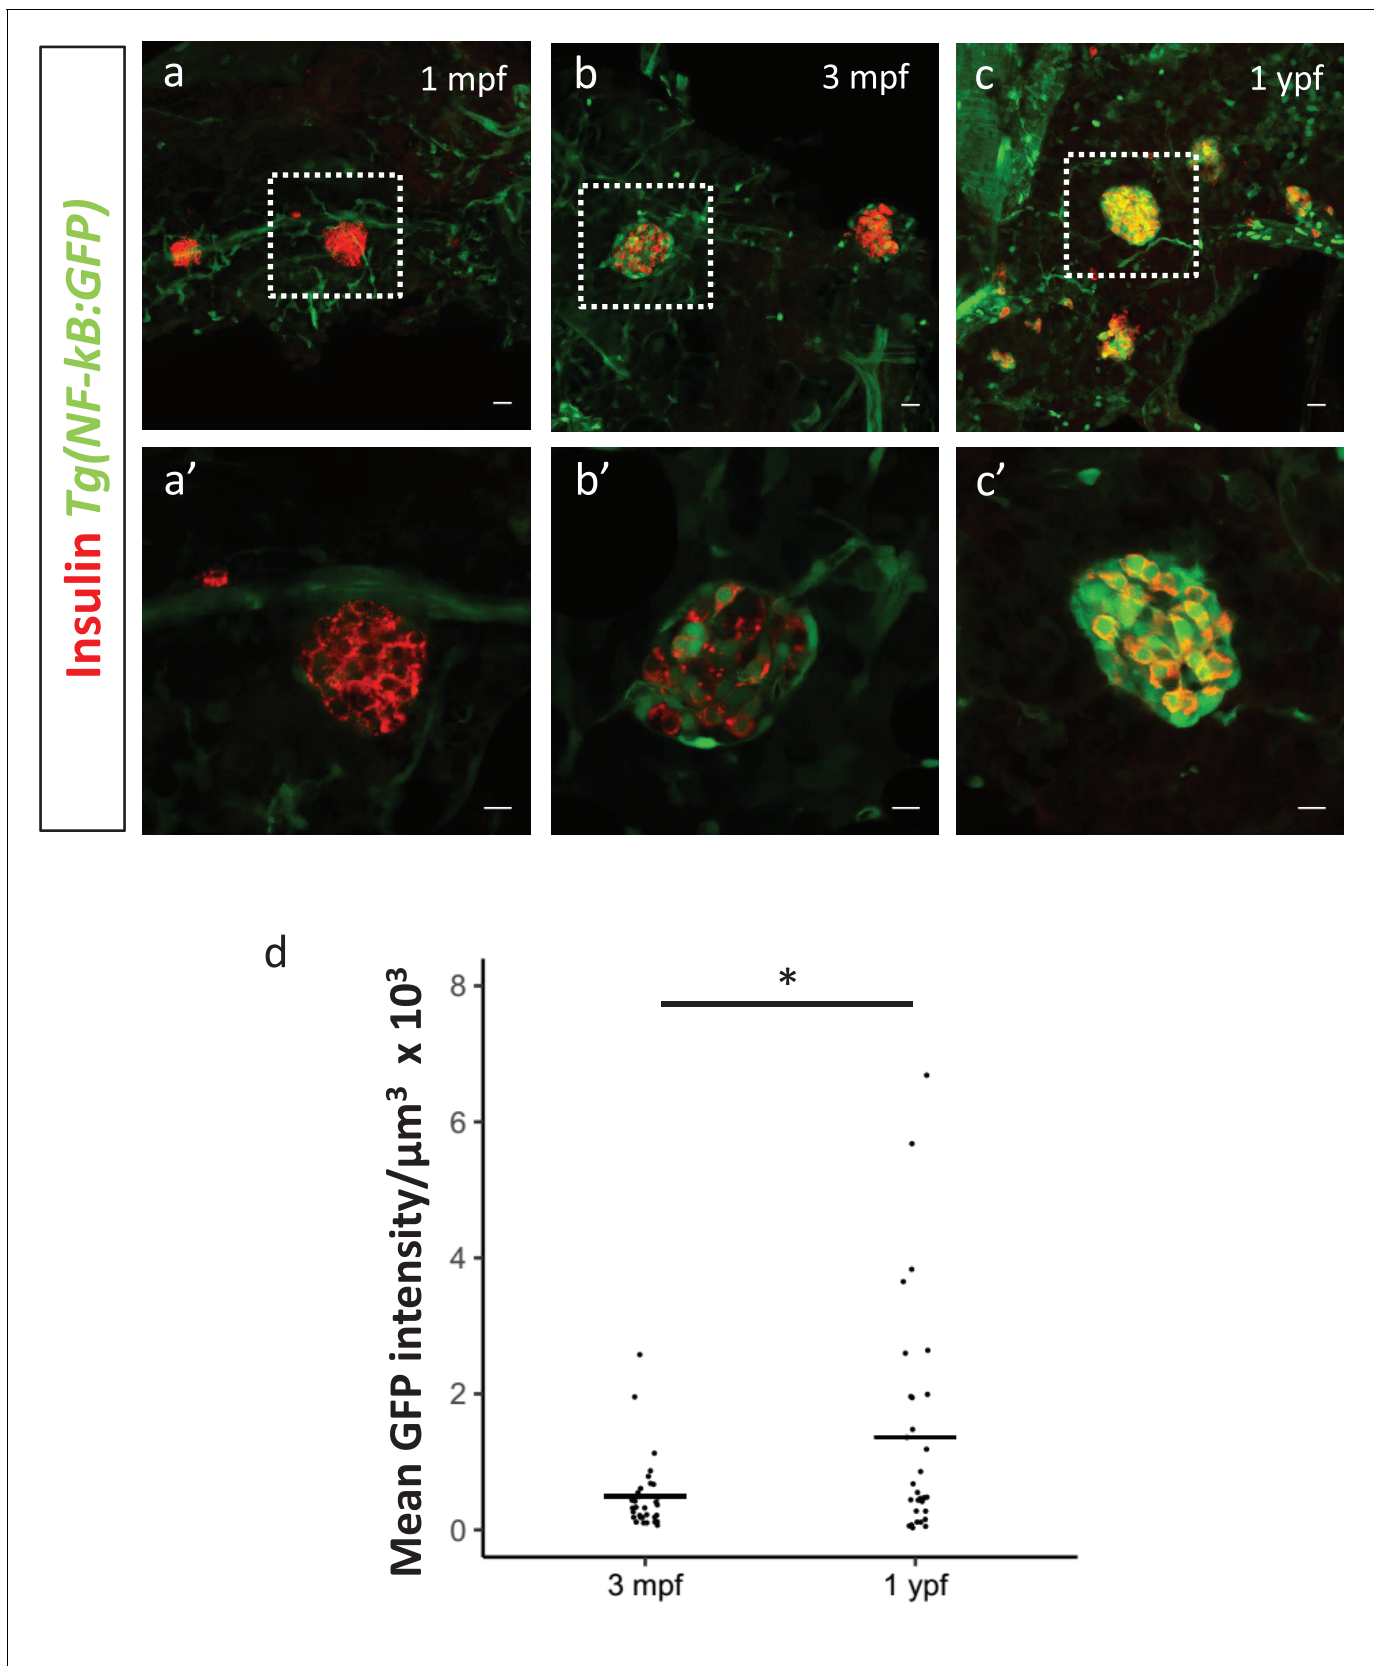 Insulin Tg(NF-kB:GFP)
a
1 mpf
b
3 mpf
c
1 ypf
a’
b’
c’
d
Mean GFP intensity/μm³ x 10³
*
8
6
4
2
0
3 mpf
1 ypf